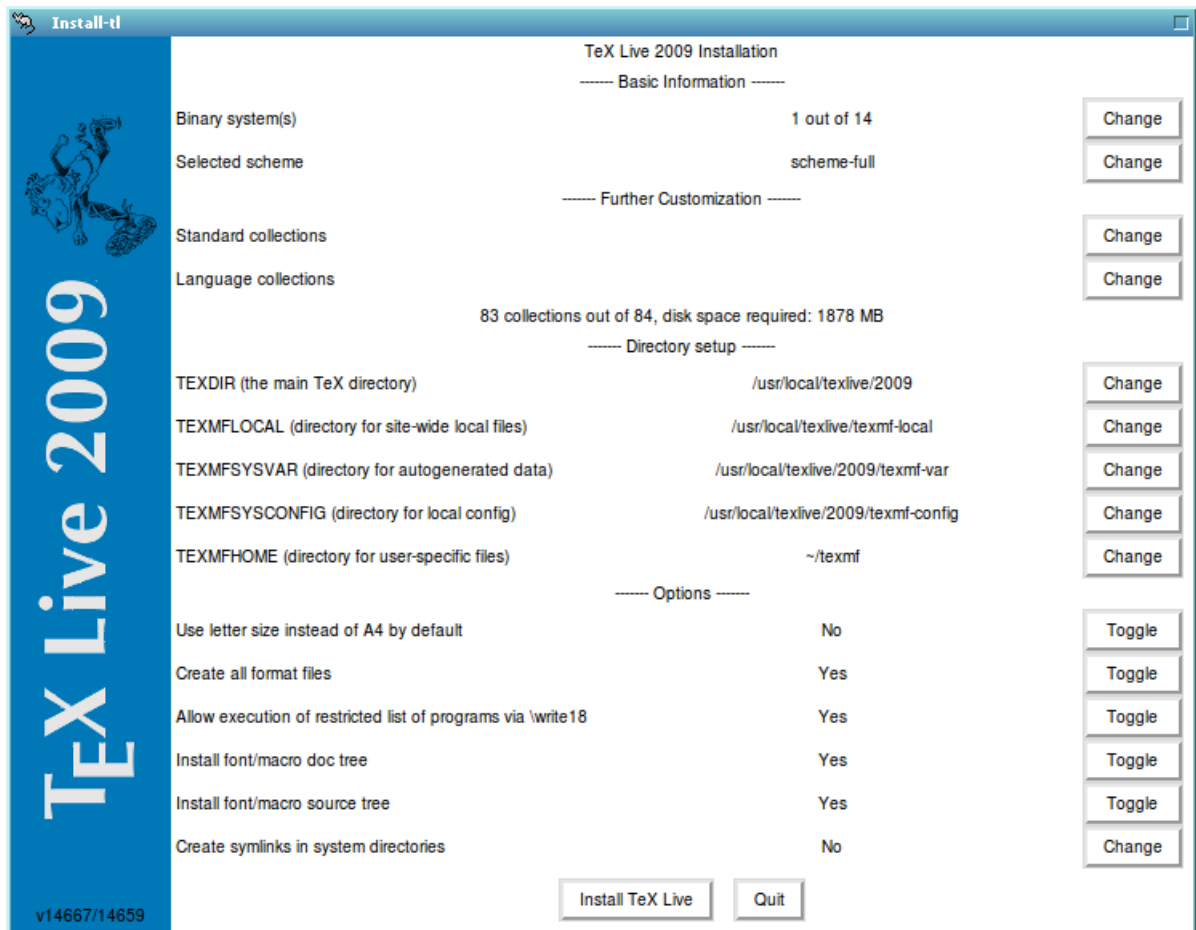 Install-tl
TeX Live 2009 Installation
------- Basic Information -------
Binary system(s) 1 out of 14 Change
Selected scheme scheme-full Change
------- Further Customization -------
Standard collections Change
Language collections Change
83 collections out of 84, disk space required: 1878 MB
------- Directory setup -------
TEXDIR (the main TeX directory) /usr/local/texlive/2009 Change
TEXMFLOCAL (directory for site-wide local files) /usr/local/texlive/texmf-local Change
TEXMFSYSVAR (directory for autogenerated data) /usr/local/texlive/2009/texmf-var Change
TEXMFSYSCONFIG (directory for local config) /usr/local/texlive/2009/texmf-config Change
TEXMFHOME (directory for user-specific files) ~/texmf Change
------- Options -------
Use letter size instead of A4 by default No Toggle
Create all format files Yes Toggle
Allow execution of restricted list of programs via \write18 Yes Toggle
Install font/macro doc tree Yes Toggle
Install font/macro source tree Yes Toggle
Create symlinks in system directories No Change
Install TeX Live Quit
TEX Live 2009
v14667/14659